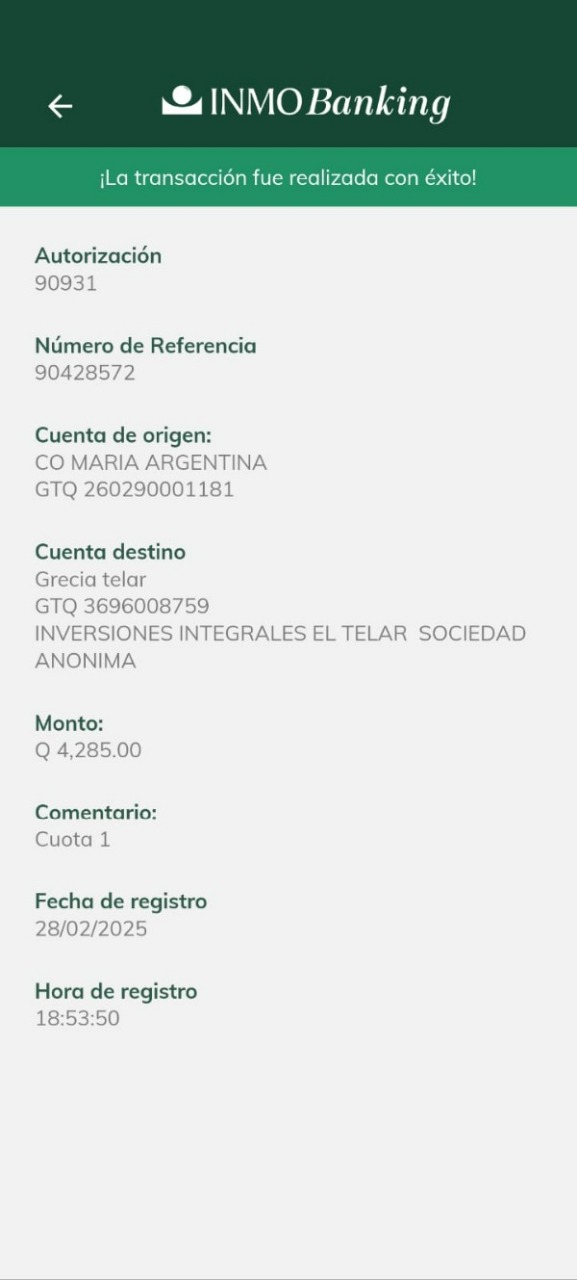 INMO Banking
¡La transacción fue realizada con éxito!
Autorización
90931
Número de Referencia
90428572
Cuenta de origen:
CO MARIA ARGENTINA
GTQ 260290001181
Cuenta destino
Grecia telar
GTQ 3696008759
INVERSIONES INTEGRALES EL TELAR  SOCIEDAD
ANONIMA
Monto:
Q 4,285.00
Comentario:
Cuota 1
Fecha de registro
28/02/2025
Hora de registro
18:53:50